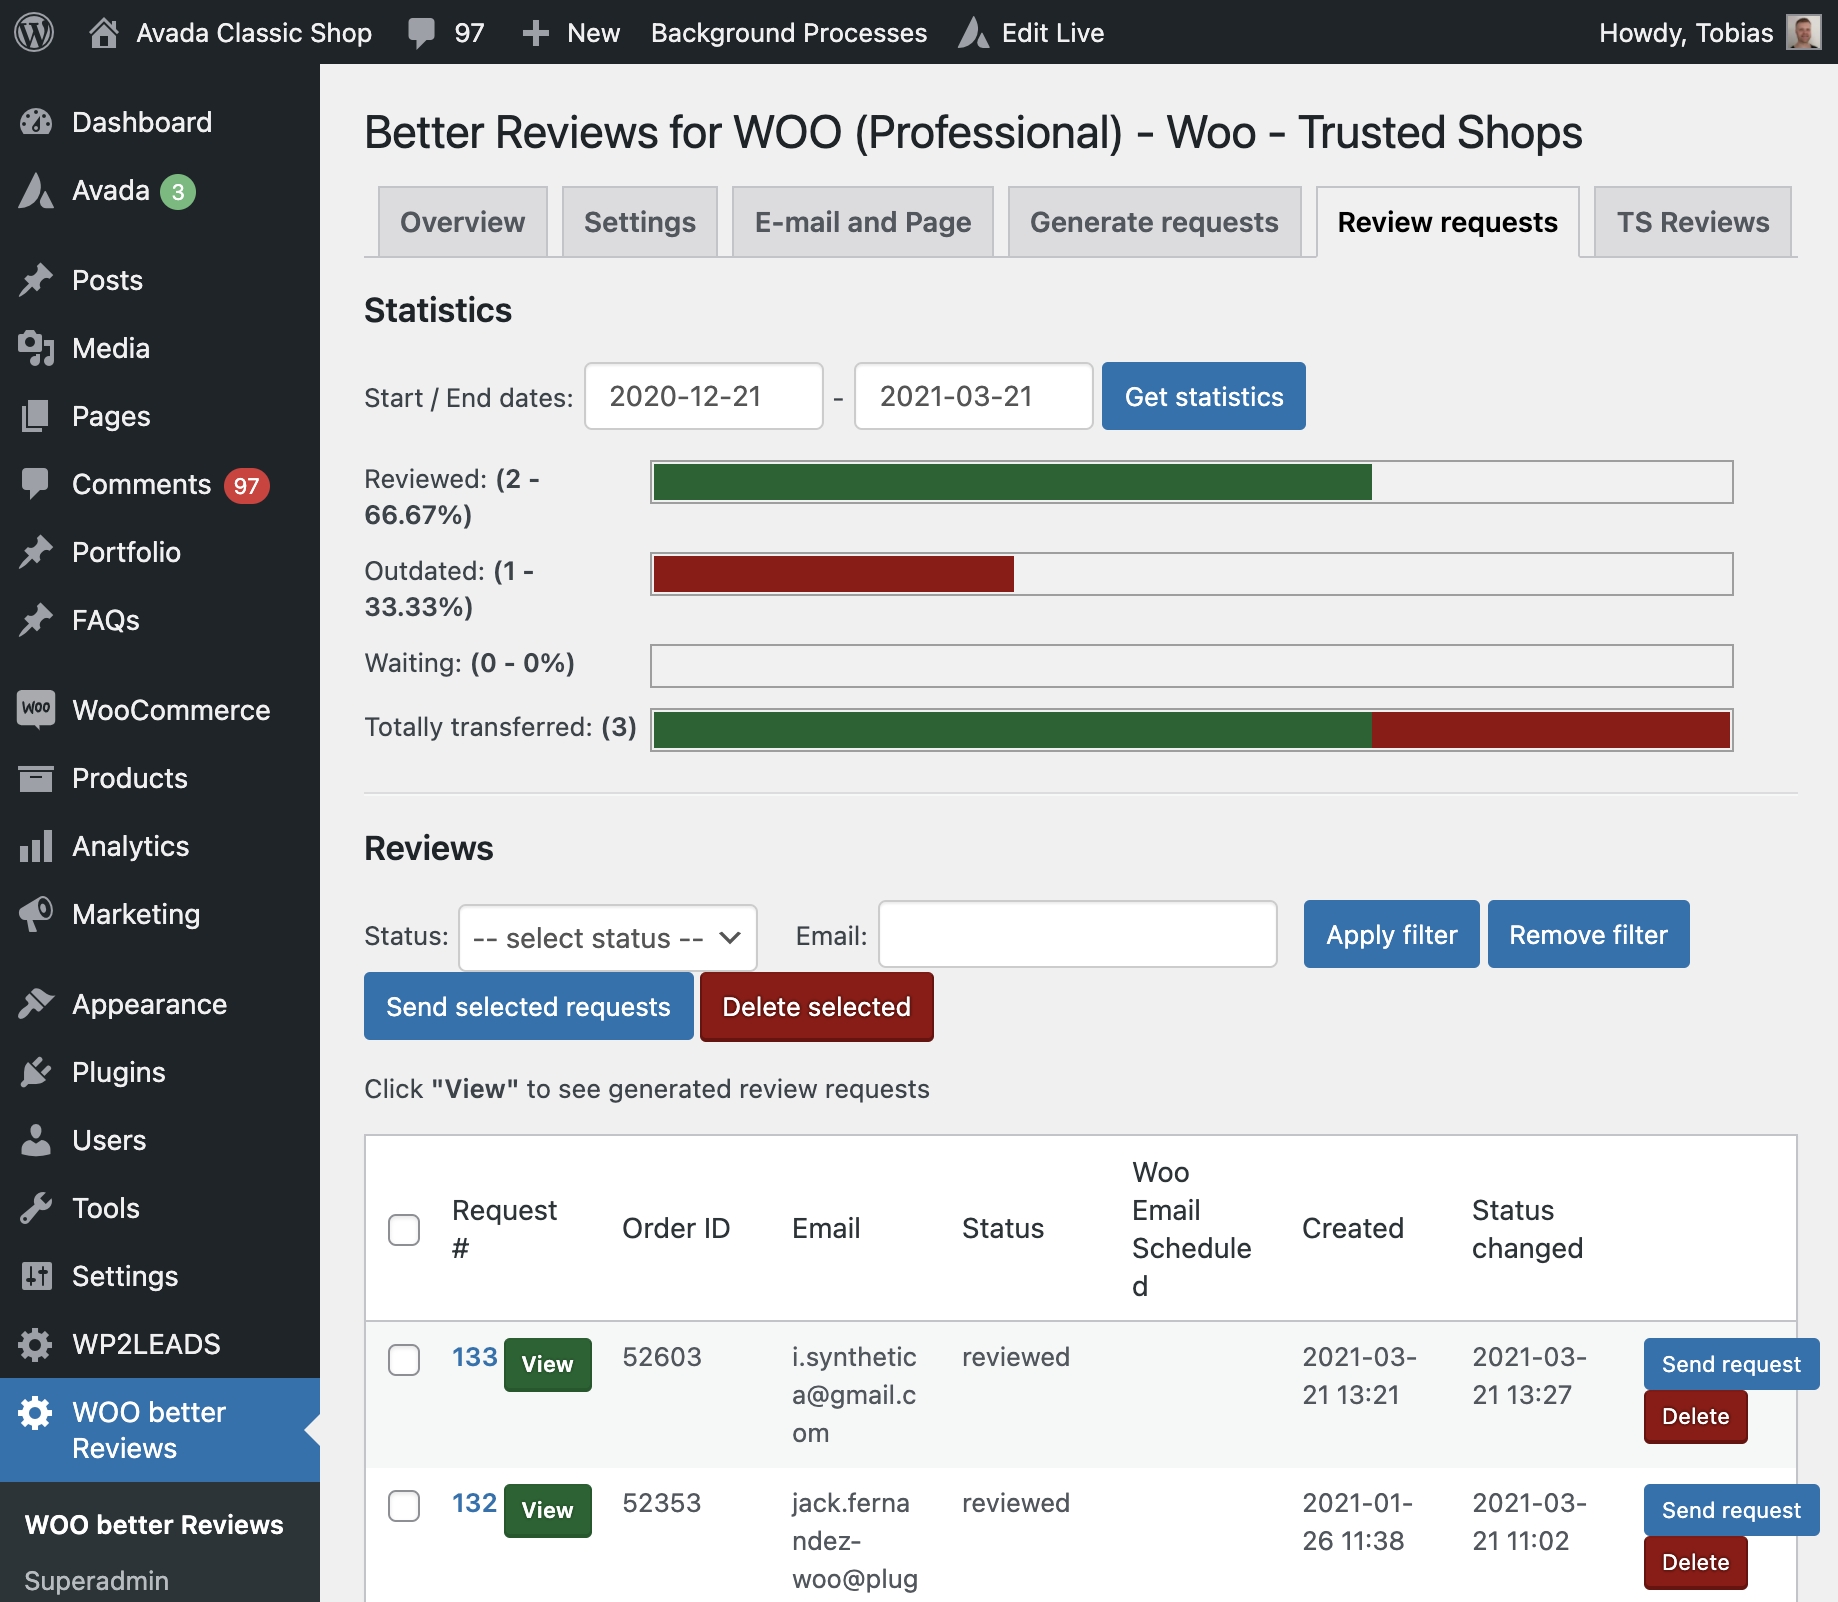 Avada Classic Shop 97 New Background Processes Edit Live Howdy, Tobias
Dashboard
Avada 3
Posts
Media
Pages
Comments 97
Portfolio
FAQs
Woo WooCommerce
Products
Analytics
Marketing
Appearance
Plugins
Users
Tools
Settings
WP2LEADS
WOO better
Reviews
WOO better Reviews
Superadmin
Better Reviews for WOO (Professional) - Woo - Trusted Shops
Overview Settings E-mail and Page Generate requests Review requests TS Reviews
Statistics
Start / End dates: 2020-12-21 - 2021-03-21 Get statistics
Reviewed: (2 -
66.67%)
Outdated: (1 -
33.33%)
Waiting: (0 - 0%)
Totally transferred: (3)
Reviews
Status: -- select status -- Email: Apply filter Remove filter
Send selected requests Delete selected
Click "View" to see generated review requests
Request
#
Order ID
Email
Status
Woo
Email
Schedule
d
Created
Status
changed
133 View 52603
i.synthetic
a@gmail.c
om
reviewed
2021-03-
21 13:21
2021-03-
21 13:27
Send request
Delete
132 View 52353
jack.ferna
ndez-
woo@plug
reviewed
2021-01-
26 11:38
2021-03-
21 11:02
Send request
Delete